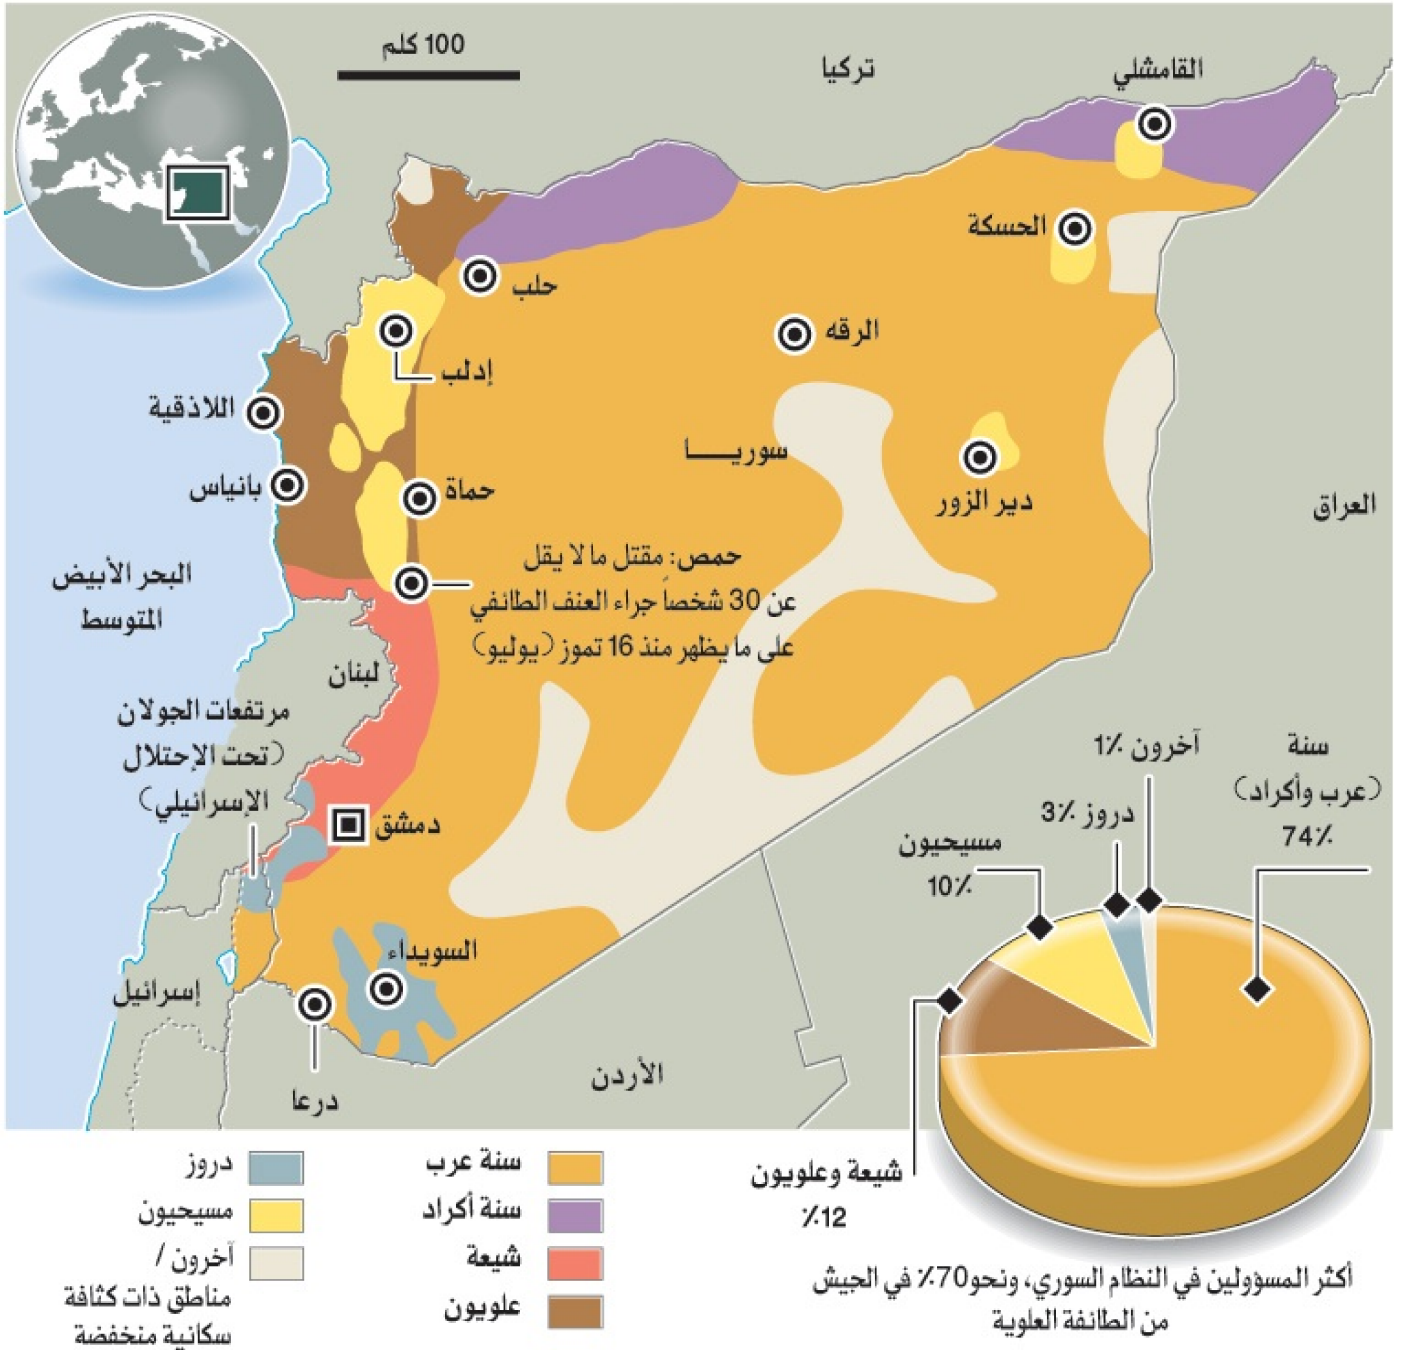 100 كلم
تركيا
القامشلي
الحسكة
حلب
الرقه
إدلب
اللاذقية
سوريـــــا
بانياس
حماة
دير الزور
العراق
حمص: مقتل ما لا يقل
عن 30 شخصاً جراء العنف الطائفي
على ما يظهر منذ 16 تموز (يوليو)
البحر الأبيض
المتوسط
لبنان
مرتفعات الجولان
(تحت الإحتلال
الإسرائيلي)
دمشق
السويداء
إسرائيل
درعا
الأردن
سنة
(عرب وأكراد)
74٪
آخرون 1٪
دروز 3٪
مسيحيون
10٪
شيعة وعلويون
12٪
سنة عرب
سنة أكراد
شيعة
علويون
دروز
مسيحيون
آخرون /
مناطق ذات كثافة
سكانية منخفضة
أكثر المسؤولين في النظام السوري، ونحو70٪ في الجيش
من الطائفة العلوية